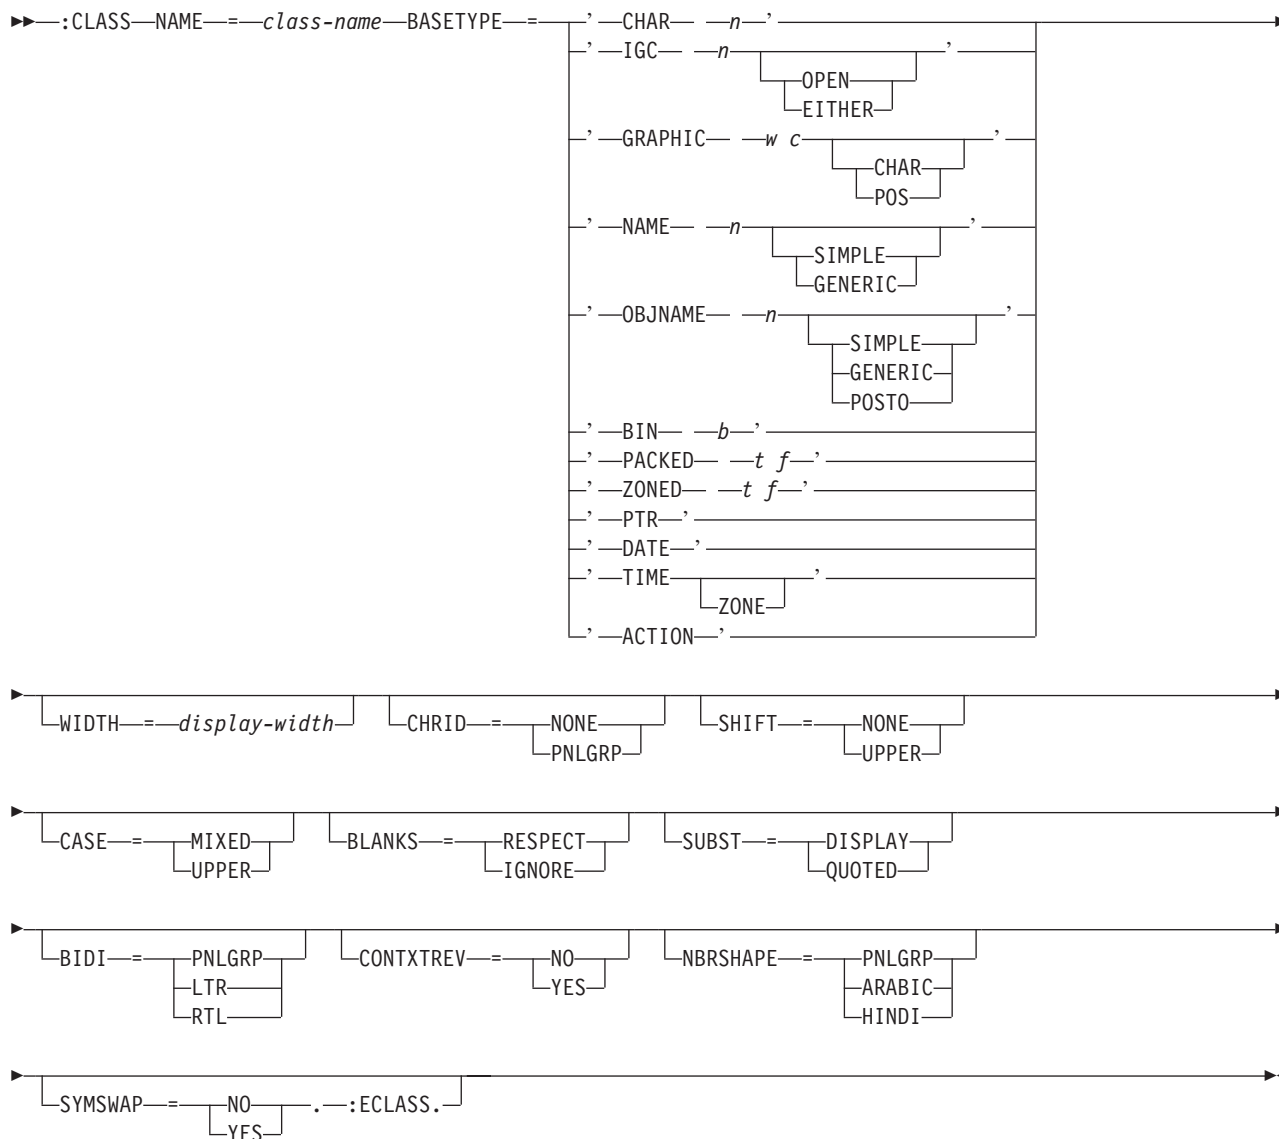 :CLASS NAME = class-name BASETYPE = ' CHAR n '
' IGC n '
OPEN
EITHER
' GRAPHIC w c '
CHAR
POS
' NAME n '
SIMPLE
GENERIC
' OBJNAME n '
SIMPLE
GENERIC
POSTO
' BIN b '
' PACKED t f '
' ZONED t f '
' PTR '
' DATE '
' TIME '
ZONE
' ACTION '
WIDTH = display-width CHRID = NONE SHIFT = NONE
PNLGRP UPPER
CASE = MIXED BLANKS = RESPECT SUBST = DISPLAY
UPPER IGNORE QUOTED
BIDI = PNLGRP CONTXTREV = NO NBRSHAPE = PNLGRP
LTR YES ARABIC
RTL HINDI
SYMSWAP = NO . :ECLASS.
YES